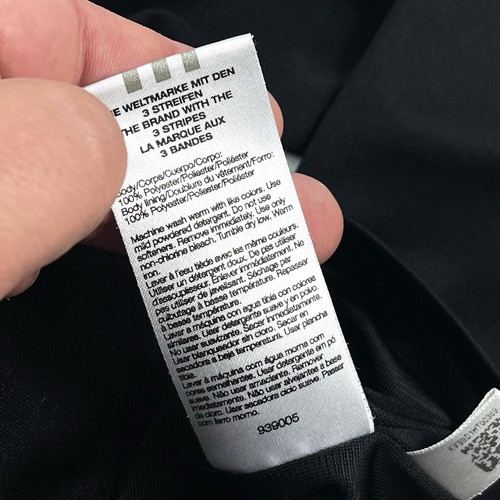 E WELTMARKE MIT DEN
3 STREIFEN
THE BRAND WITH THE
3 STRIPES
LA MARQUE AUX
3 BANDES
Body/Corps/Cuerpo/Corpo:
100% Polyester/Polyester/Poliéster
Body lining/Doublure du vêtement/Forro:
100% Polyester/Polyester/Poliéster
Machine wash warm with like colors. Use
mild powdered detergent. Do not use
softeners. Remove immediately. Use only
non-chlorine bleach. Tumble dry low. Warm
iron.
Laver à l'eau tiède avec les même couleurs.
Utiliser un détergent doux. De pas utiliser
d'assouplisseur. Enlever immédiatement. Ne
pas utiliser de javelisant. Séchage par
culbutage à basse température. Repasser
à basse température.
Lavar a máquina con agua tibia con colores
similares. Usar detergente suave y en polvo.
No usar suavizante. Secar inmediatamente.
Usar blanqueador sin cloro. Secar en
secadora a baja temperatura. Usar plancha
tibia.
Lavar à máquina com água morna com
cores semelhantes. Usar detergente em pó
suave. Não usar amaciante. Remover
imediatamente. Não usar alvejantes a base
de cloro. Usar secadora ciclo suave. Passar
com ferro morno.
939005